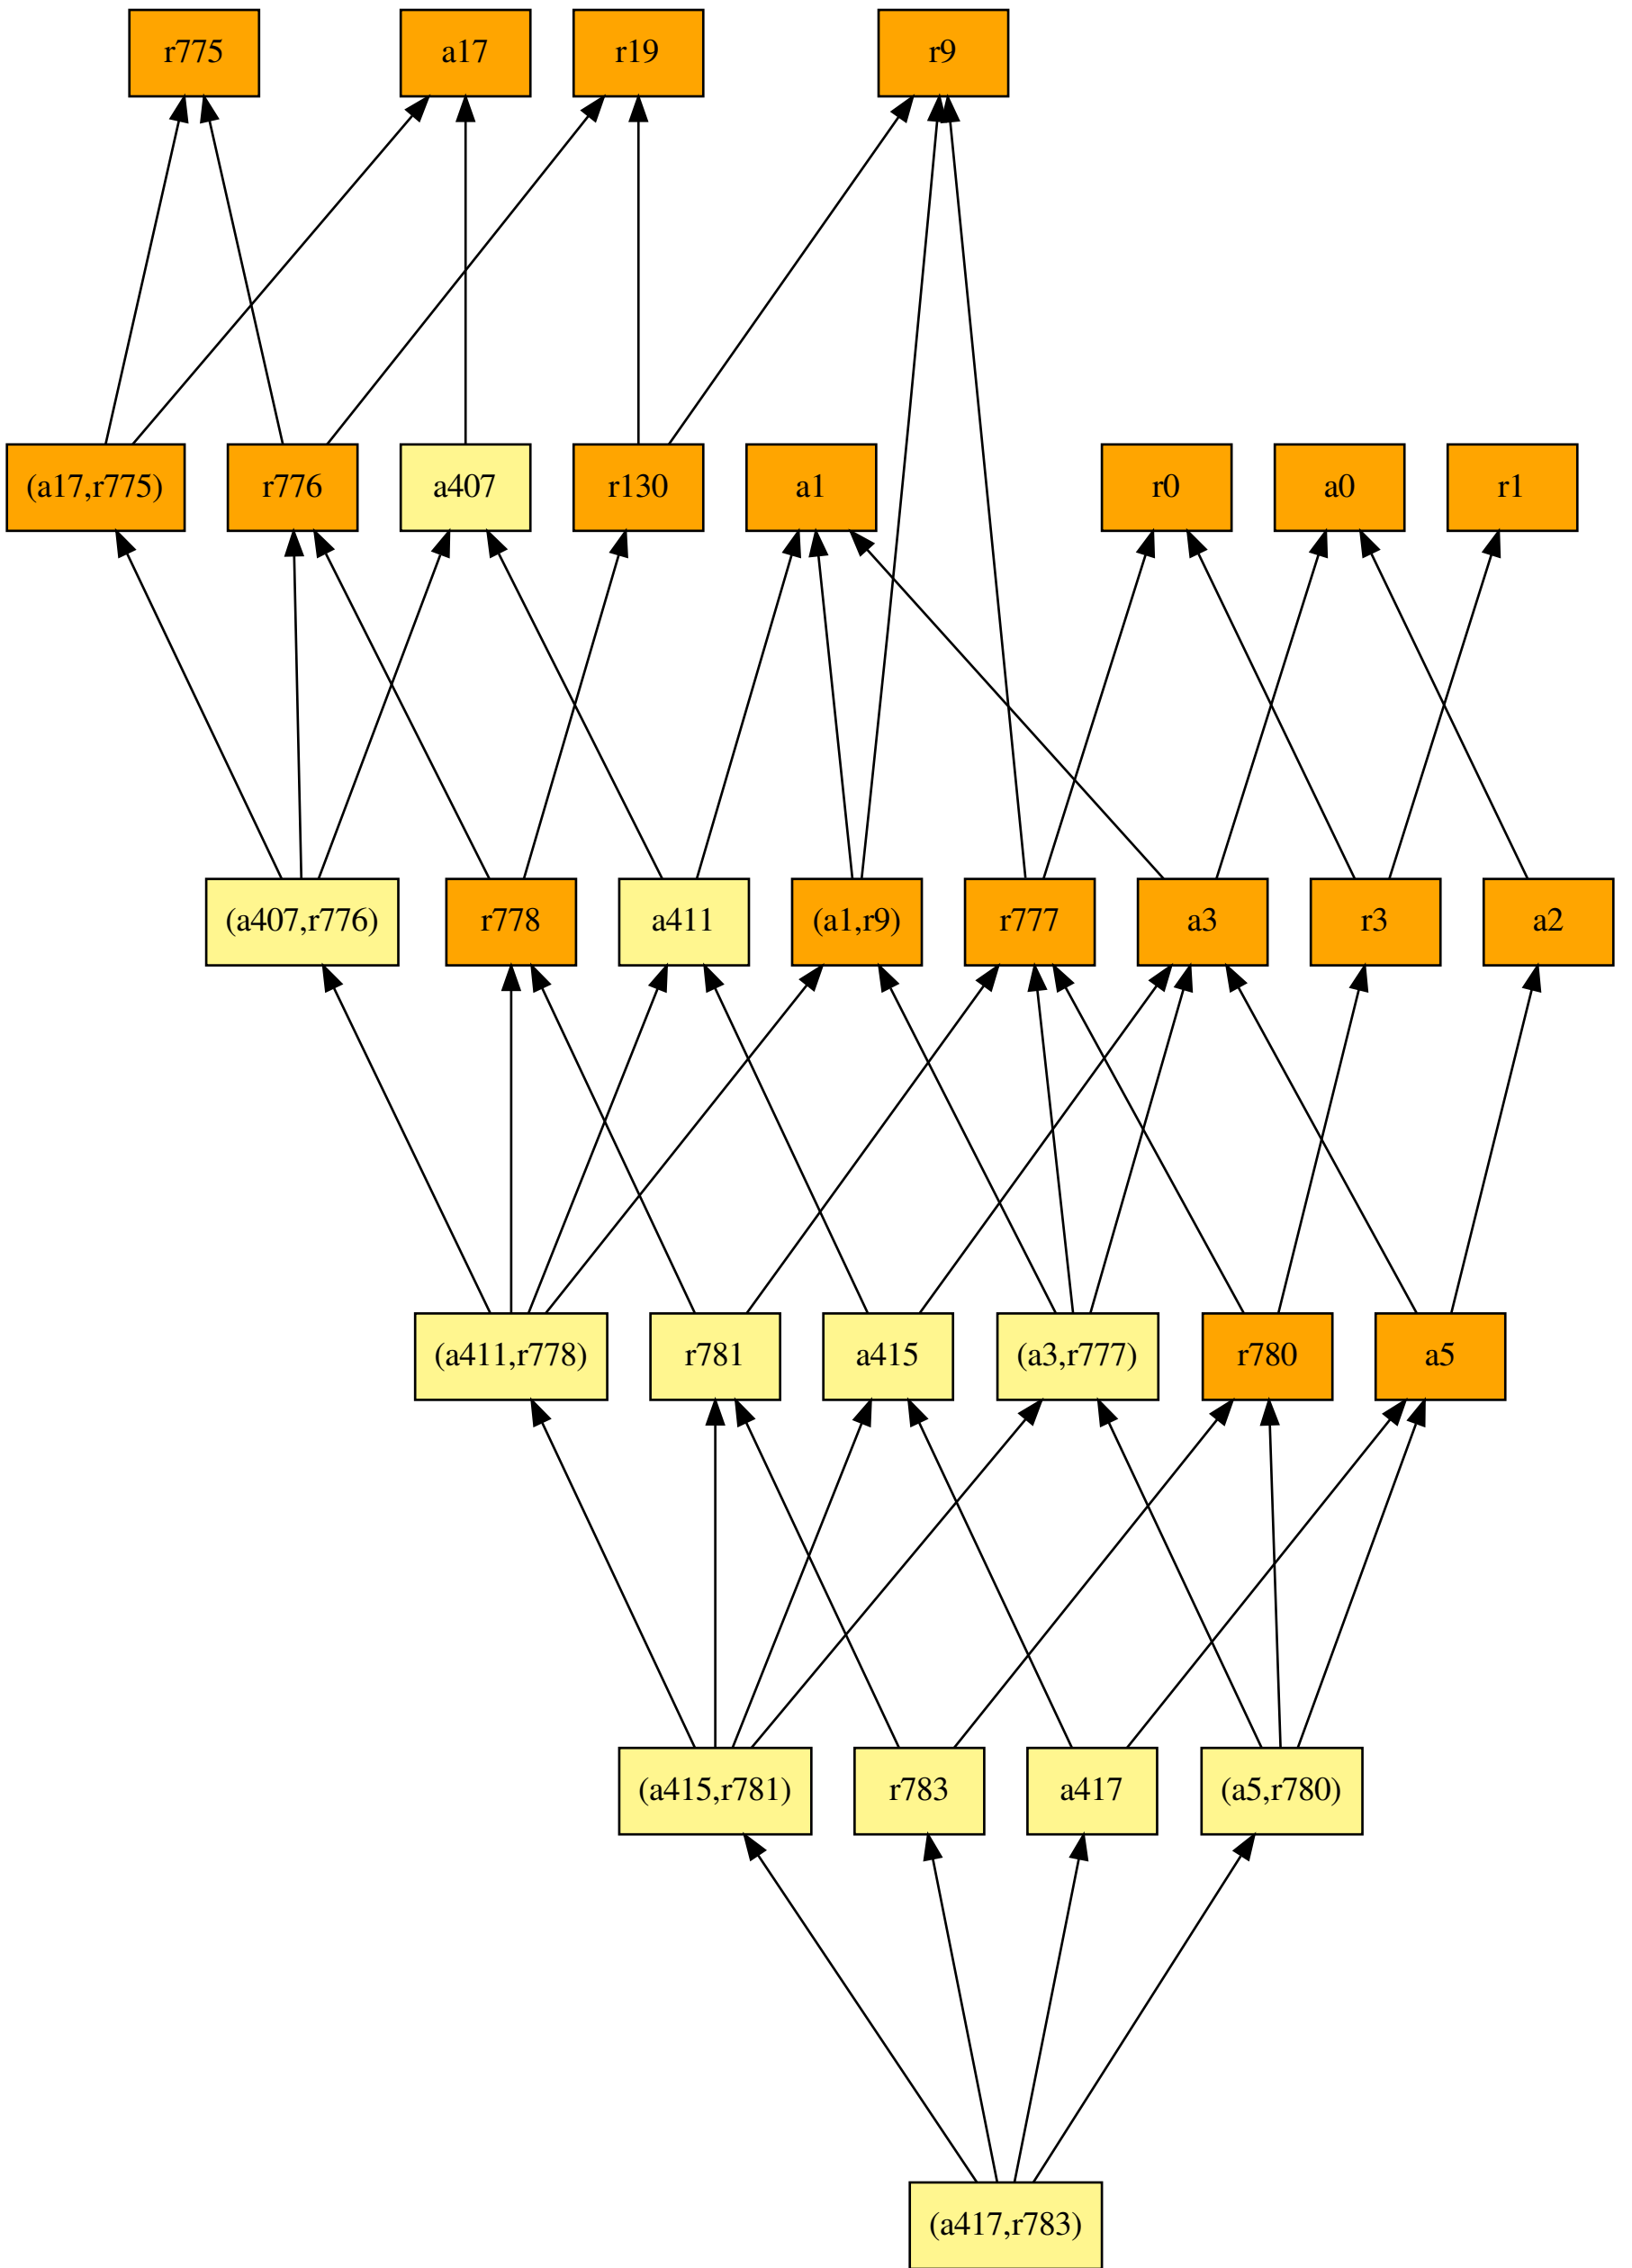 r775
a17
r19
r9
(a17,r775)
r776
a407
r130
a1
r0
a0
r1
(a407,r776)
r778
a411
(a1,r9)
r777
a3
r3
a2
(a411,r778)
r781
a415
(a3,r777)
r780
a5
(a415,r781)
r783
a417
(a5,r780)
(a417,r783)